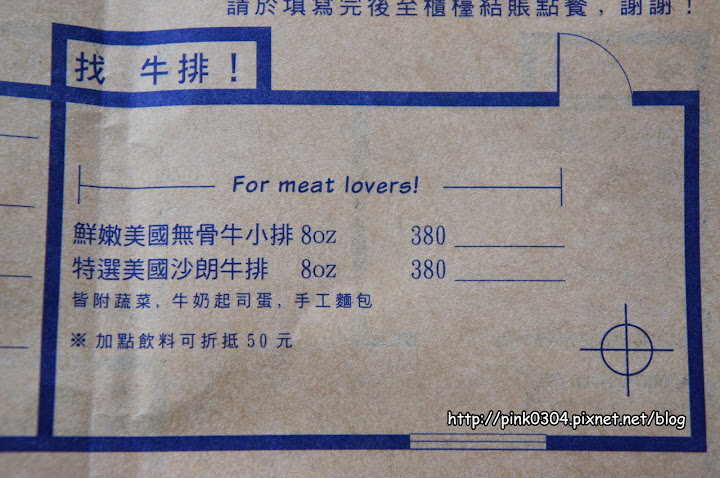 請於填寫完後至櫃檯結賬點餐，謝謝！
找 牛排！
For meat lovers!
鮮嫩美國無骨牛小排 8oz 380
特選美國沙朗牛排 8oz 380
皆附蔬菜, 牛奶起司蛋, 手工麵包
※ 加點飲料可折抵 50 元
http://pink0304.pixnet.net/blog